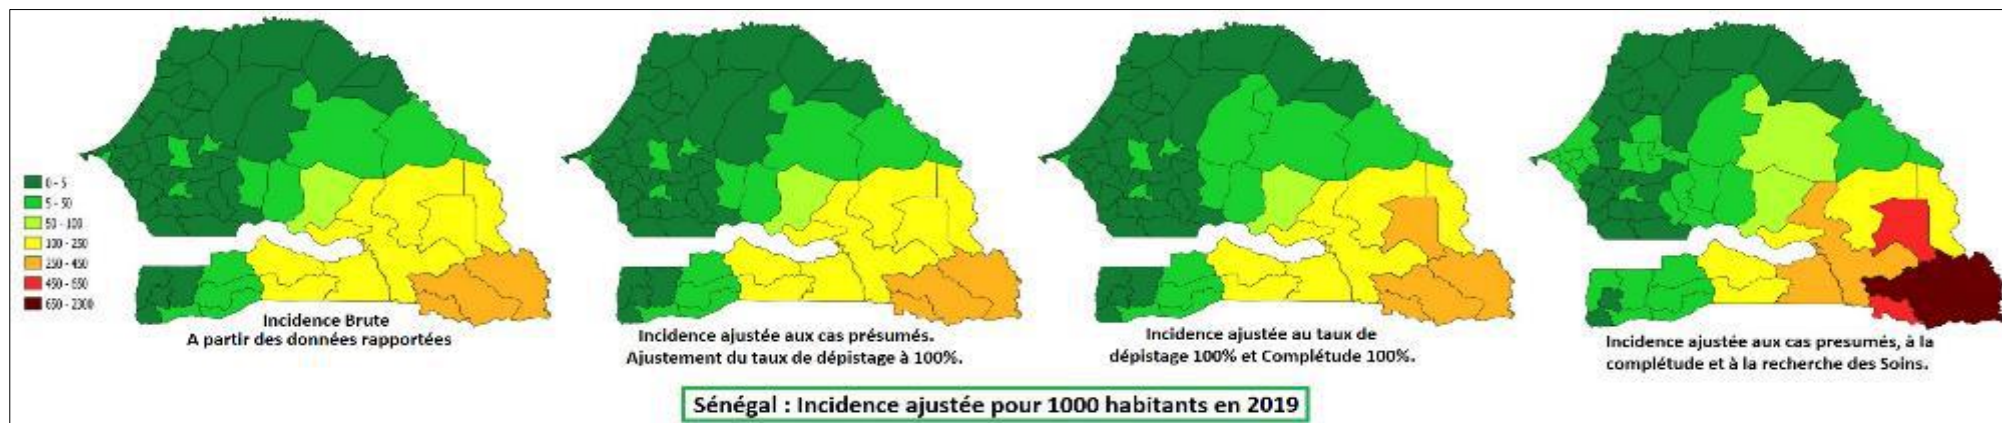 0 - 5
5 - 50
50 - 100
100 - 250
250 - 450
450 - 650
650 - 2300
Incidence Brute
A partir des données rapportées
Incidence ajustée aux cas présumés.
Ajustement du taux de dépistage à 100%.
Incidence ajustée au taux de
dépistage 100% et Complétude 100%.
Incidence ajustée aux cas presumés, à la
complétude et à la recherche des Soins.
Sénégal : Incidence ajustée pour 1000 habitants en 2019